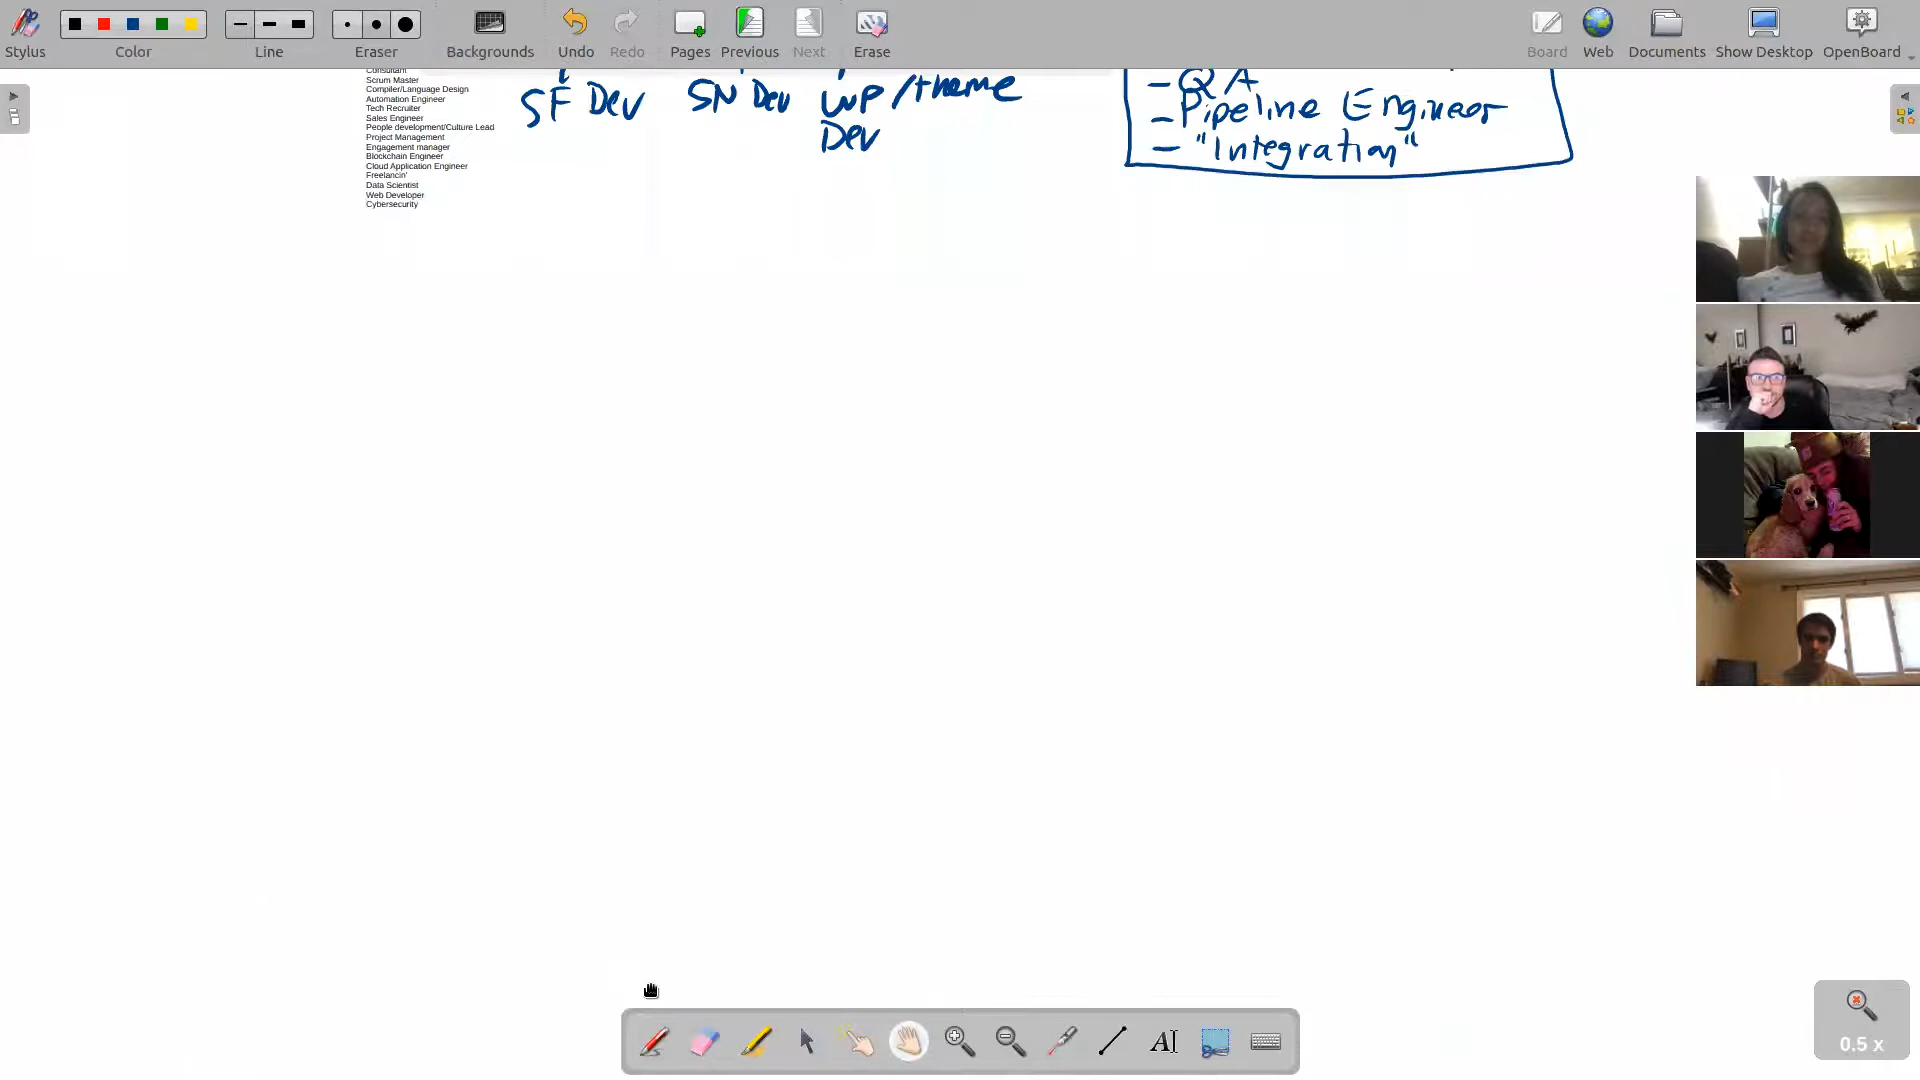 Stylus
Color
Line
Eraser
Backgrounds
Undo
Redo
Pages
Previous
Next
Erase
Board
Web
Documents
Show Desktop
OpenBoard
Consultant
Scrum Master
Compiler/Language Design
Automation Engineer
Tech Recruiter
Sales Engineer
People development/Culture Lead
Project Management
Engagement manager
Blockchain Engineer
Cloud Application Engineer
Freelancin'
Data Scientist
Web Developer
Cybersecurity
SF Dev
SN Dev
WP/theme
Dev
- QA
- Pipeline Engineer
- "Integration"
AI
0.5 x